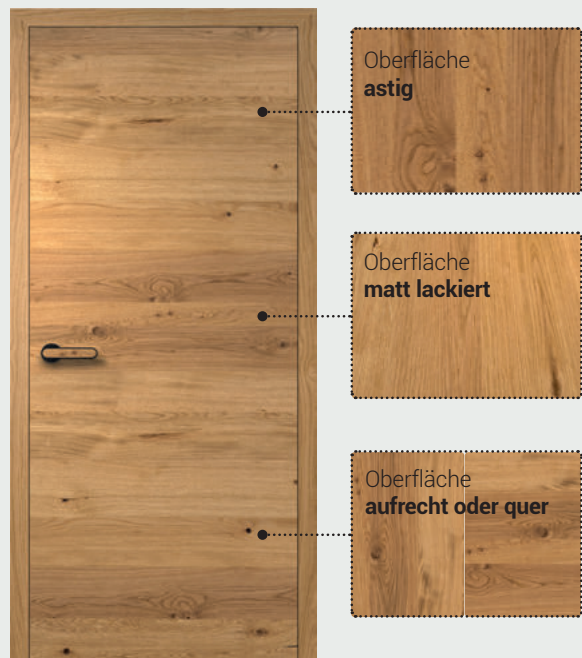 Oberfläche
astig
Oberfläche
matt lackiert
Oberfläche
aufrecht oder quer